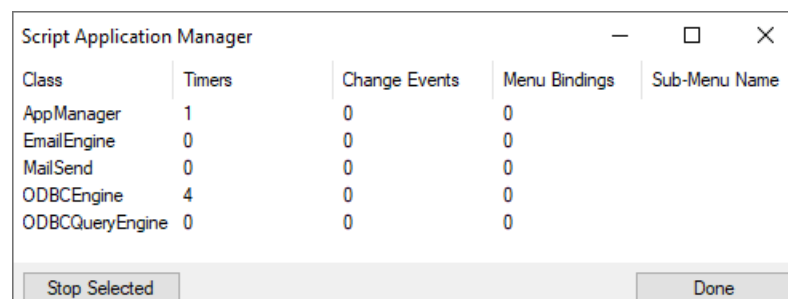 Script Application Manager
Class Timers Change Events Menu Bindings Sub-Menu Name
AppManager 1 0 0
EmailEngine 0 0 0
MailSend 0 0 0
ODBCEngine 4 0 0
ODBCQueryEngine 0 0 0
Stop Selected Done